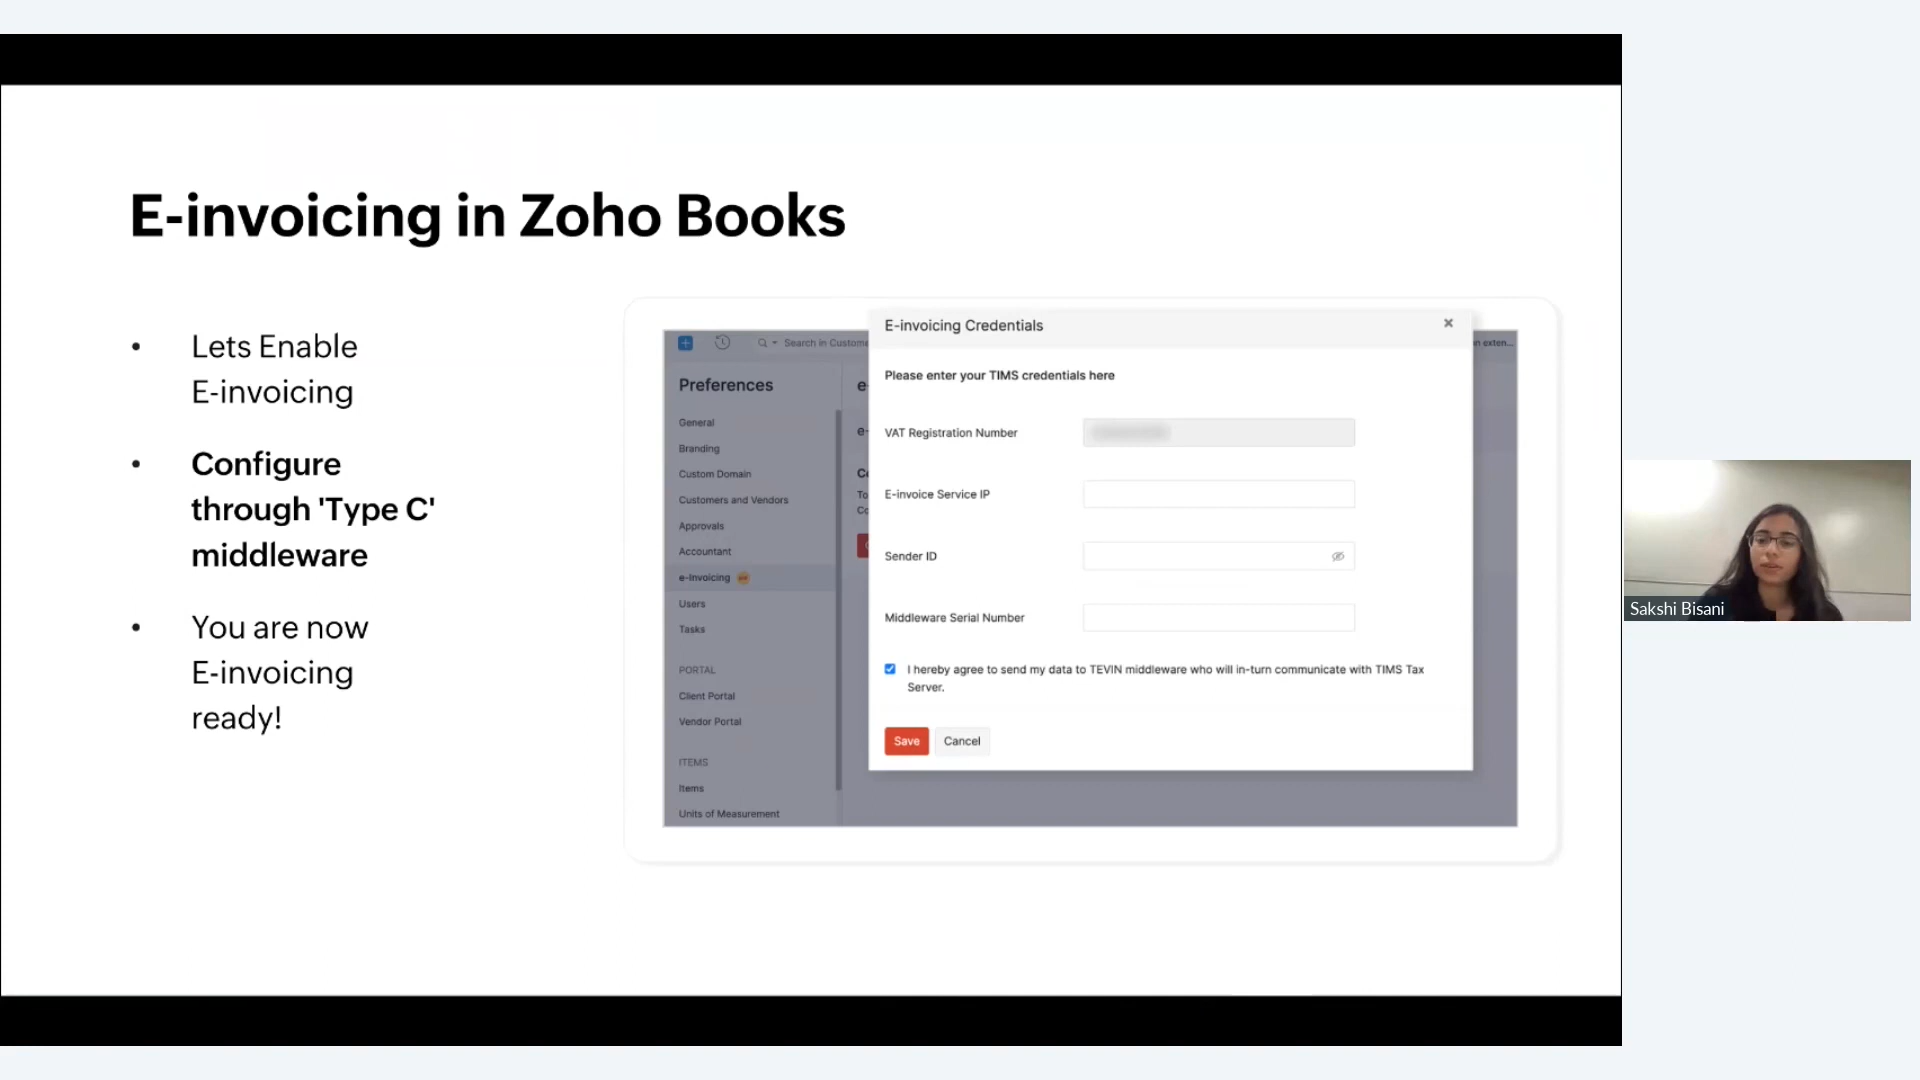 E-invoicing in Zoho Books
• Lets Enable
E-invoicing
• Configure
through 'Type C'
middleware
• You are now
E-invoicing
ready!
Search in Custome
n exten...
Preferences
General
Branding
Custom Domain
Customers and Vendors
Approvals
Accountant
e-Invoicing
Users
Tasks
PORTAL
Client Portal
Vendor Portal
ITEMS
Items
Units of Measurement
E-invoicing Credentials
Please enter your TIMS credentials here
VAT Registration Number
E-invoice Service IP
Sender ID
Middleware Serial Number
I hereby agree to send my data to TEVIN middleware who will in-turn communicate with TIMS Tax
Server.
Save Cancel
Sakshi Bisani